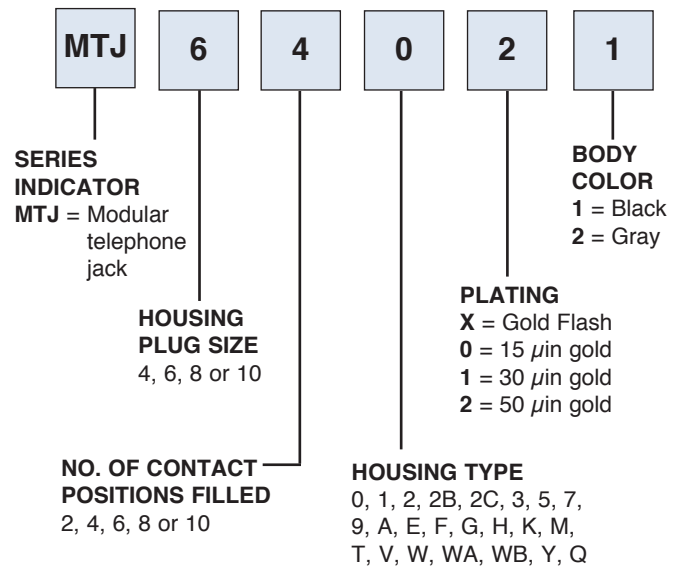 MTJ 6 4 0 2 1
SERIES
INDICATOR
MTJ = Modular
telephone
jack
HOUSING
PLUG SIZE
4, 6, 8 or 10
NO. OF CONTACT
POSITIONS FILLED
2, 4, 6, 8 or 10
HOUSING TYPE
0, 1, 2, 2B, 2C, 3, 5, 7,
9, A, E, F, G, H, K, M,
T, V, W, WA, WB, Y, Q
PLATING
X = Gold Flash
0 = 15 µin gold
1 = 30 µin gold
2 = 50 µin gold
BODY
COLOR
1 = Black
2 = Gray